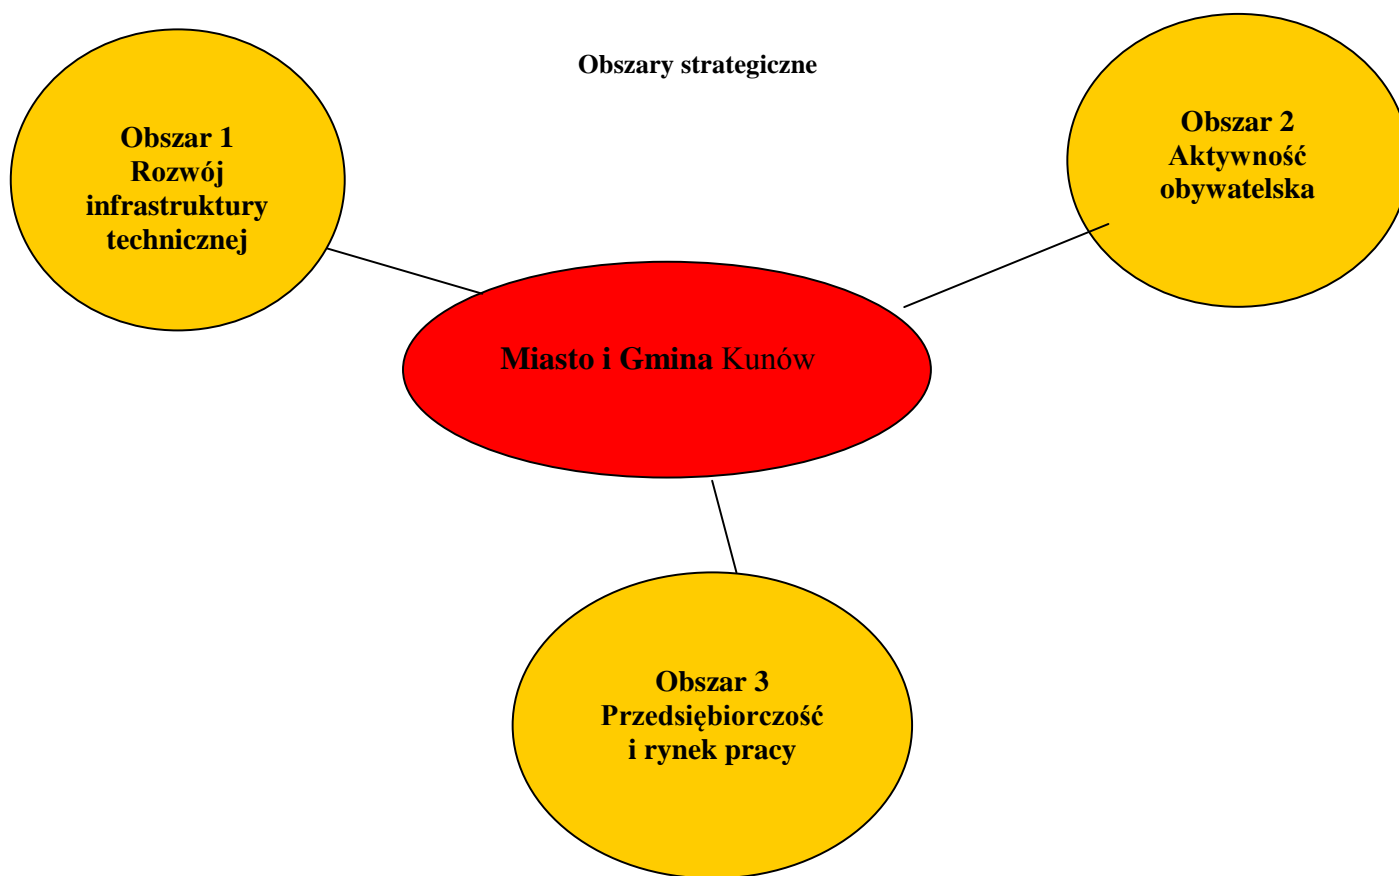 Obszary strategiczne
Obszar 1
Rozwój
infrastruktury
technicznej
Obszar 2
Aktywność
obywatelska
Miasto i Gmina Kunów
Obszar 3
Przedsiębiorczość
i rynek pracy